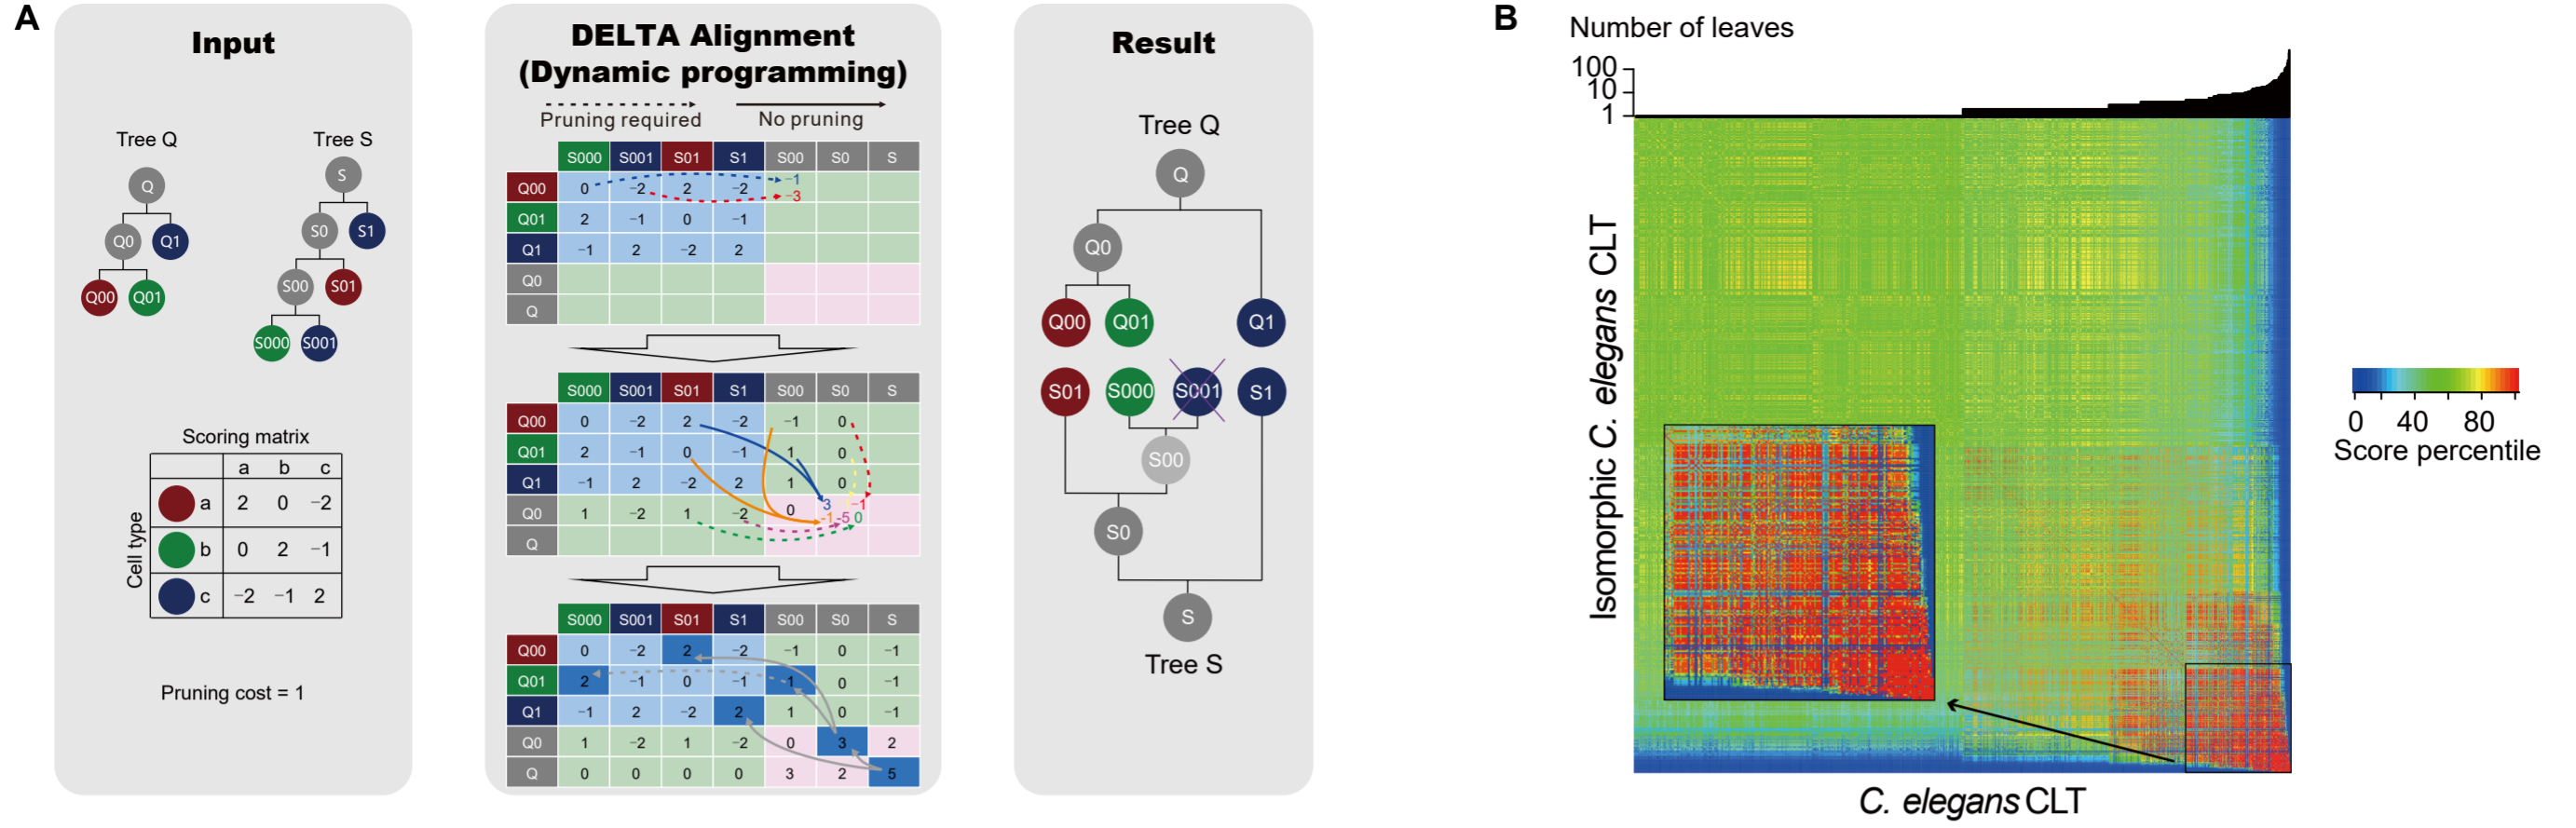 A
Input
Tree Q
Tree S
Q
Q0 Q1
Q00 Q01
S
S0 S1
S00 S01
S000 S001
Scoring matrix
a b c
Cell type
a 2 0 −2
b 0 2 −1
c −2 −1 2
Pruning cost = 1
DELTA Alignment
(Dynamic programming)
Pruning required
No pruning
S000 S001 S01 S1 S00 S0 S
Q00 0 −2 2 −2 −1 −3
Q01 2 −1 0 −1
Q1 −1 2 −2 2
Q0
Q
S000 S001 S01 S1 S00 S0 S
Q00 0 −2 2 −2 −1 0
Q01 2 −1 0 −1 1 0
Q1 −1 2 −2 2 1 0
Q0 1 −2 1 −2 0 3 −1 −5 0 −1
Q
S000 S001 S01 S1 S00 S0 S
Q00 0 −2 2 −2 −1 0 −1
Q01 2 −1 0 −1 1 0 −1
Q1 −1 2 −2 2 1 0 −1
Q0 1 −2 1 −2 0 3 2
Q 0 0 0 0 3 2 5
Result
Tree Q
Q
Q0
Q00 Q01 Q1
S01 S000 S001 S1
S00
S0
S
Tree S
B
Number of leaves
100
10
1
Isomorphic C. elegans CLT
C. elegans CLT
0 40 80
Score percentile